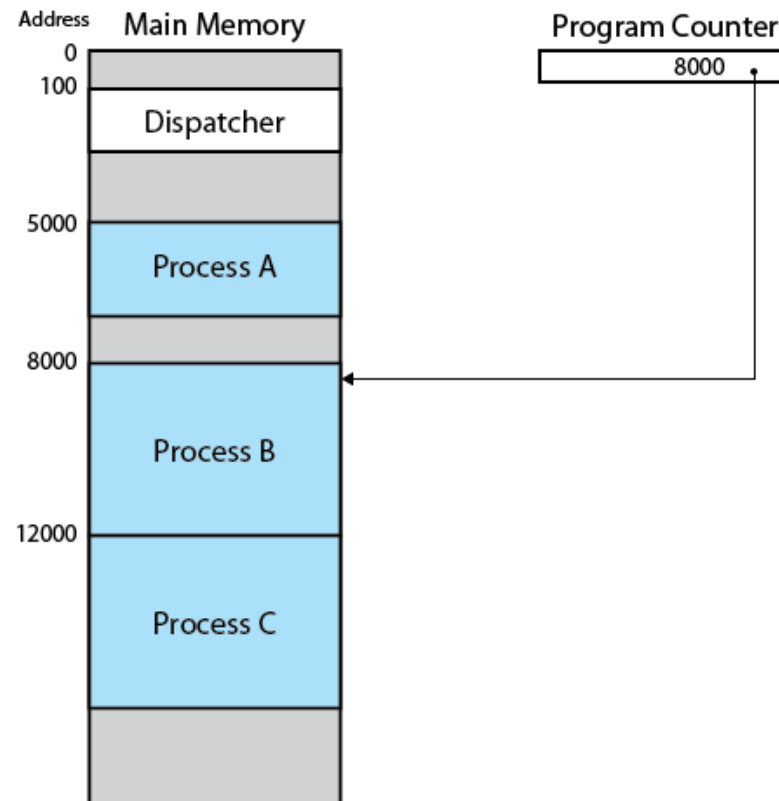 Address
Main Memory
Program Counter
0
8000
100
Dispatcher
5000
Process A
8000
Process B
12000
Process C